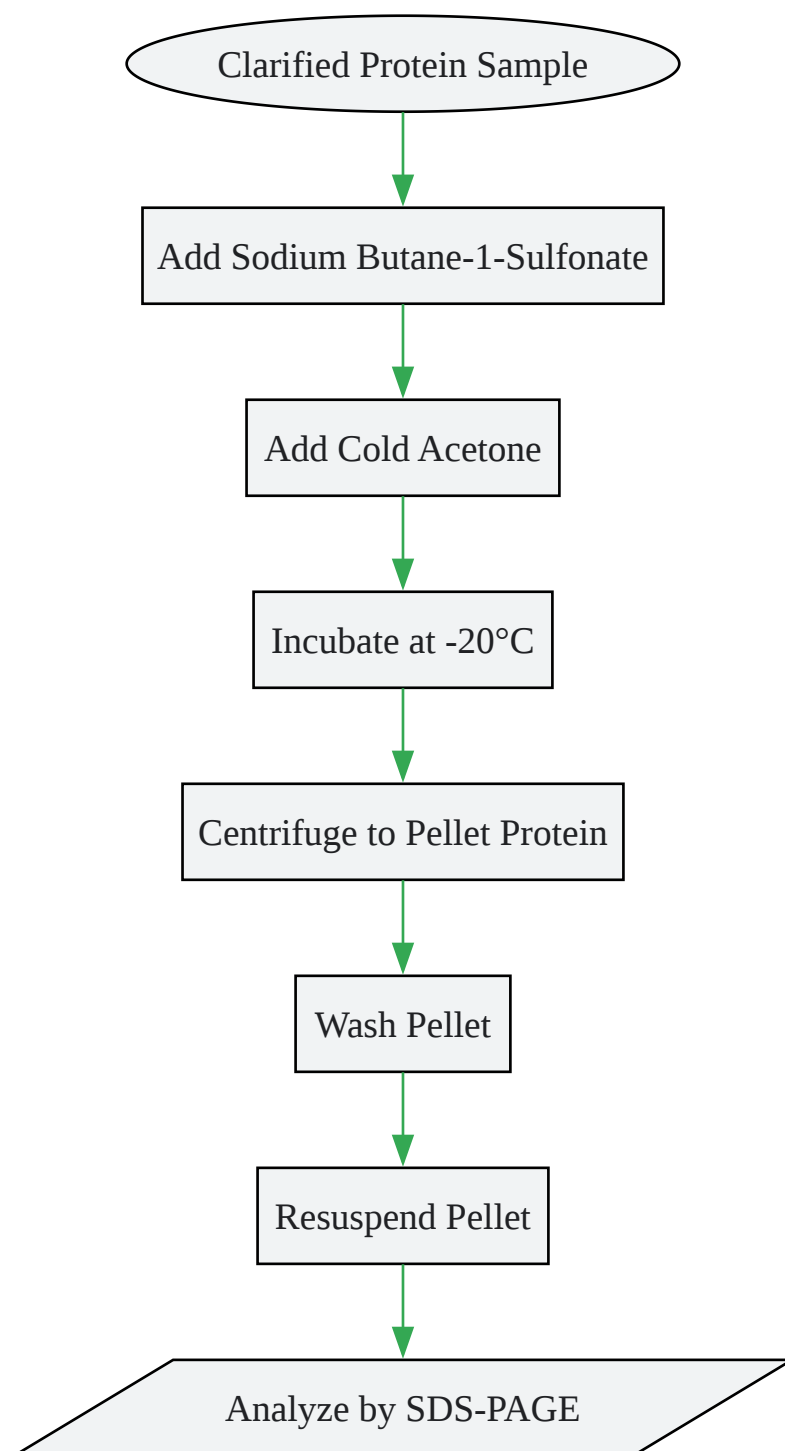 Clarified Protein Sample
Add Sodium Butane-1-Sulfonate
Add Cold Acetone
Incubate at -20°C
Centrifuge to Pellet Protein
Wash Pellet
Resuspend Pellet
Analyze by SDS-PAGE